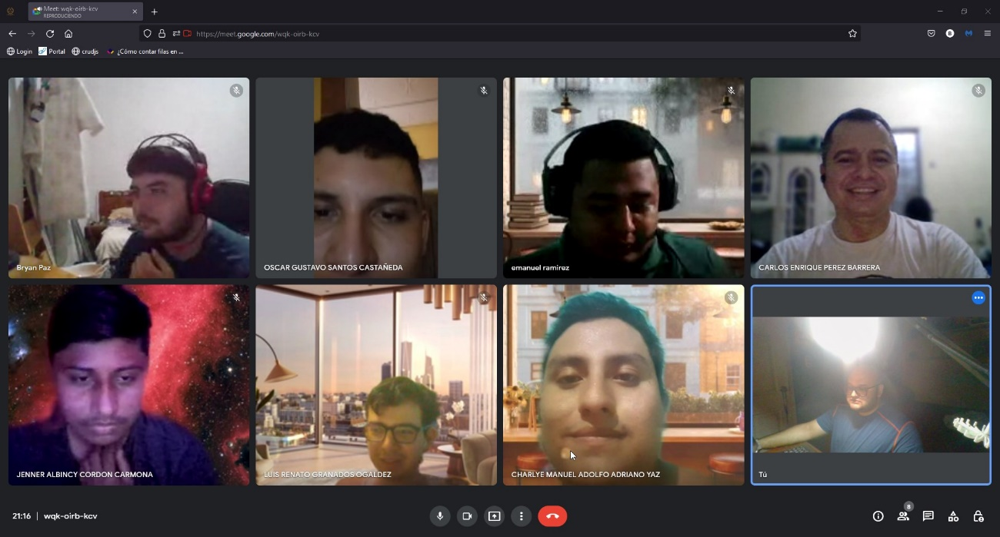 Meet: wqk-oirb-kcv
REPRODUCIENDO
https://meet.google.com/wqk-oirb-kcv
B
Login
Portal
crudjs
¿Cómo contar filas en ...
Bryan Paz
OSCAR GUSTAVO SANTOS CASTAÑEDA
emanuel ramirez
CARLOS ENRIQUE PEREZ BARRERA
JENNER ALBINCY CORDON CARMONA
LUIS RENATO GRANADOS OGALDEZ
CHARLYE MANUEL ADOLFO ADRIANO YAZ
Tú
21:16 | wqk-oirb-kcv
8